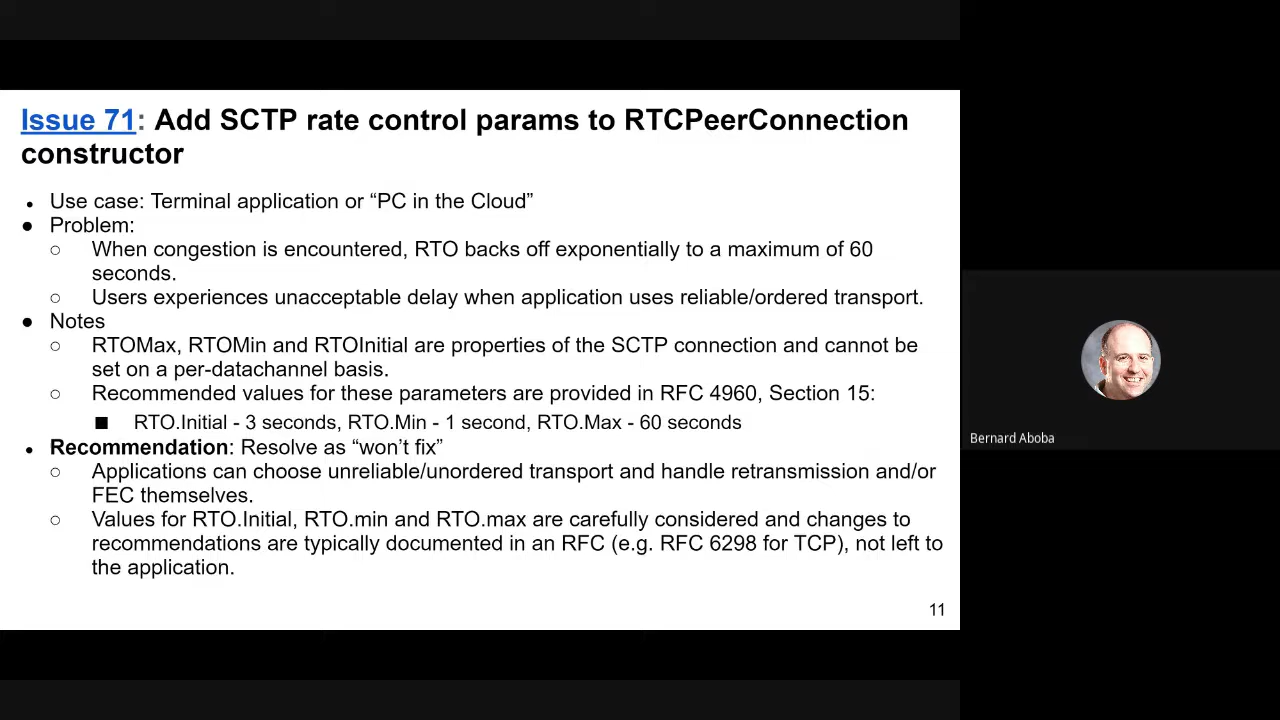 Issue 71: Add SCTP rate control params to RTCPeerConnection
constructor
• Use case: Terminal application or “PC in the Cloud”
● Problem:
○ When congestion is encountered, RTO backs off exponentially to a maximum of 60
seconds.
○ Users experiences unacceptable delay when application uses reliable/ordered transport.
● Notes
○ RTOMax, RTOMin and RTOInitial are properties of the SCTP connection and cannot be
set on a per-datachannel basis.
○ Recommended values for these parameters are provided in RFC 4960, Section 15:
■ RTO.Initial - 3 seconds, RTO.Min - 1 second, RTO.Max - 60 seconds
• Recommendation: Resolve as “won’t fix”
○ Applications can choose unreliable/unordered transport and handle retransmission and/or
FEC themselves.
○ Values for RTO.Initial, RTO.min and RTO.max are carefully considered and changes to
recommendations are typically documented in an RFC (e.g. RFC 6298 for TCP), not left to
the application.
11
Bernard Aboba